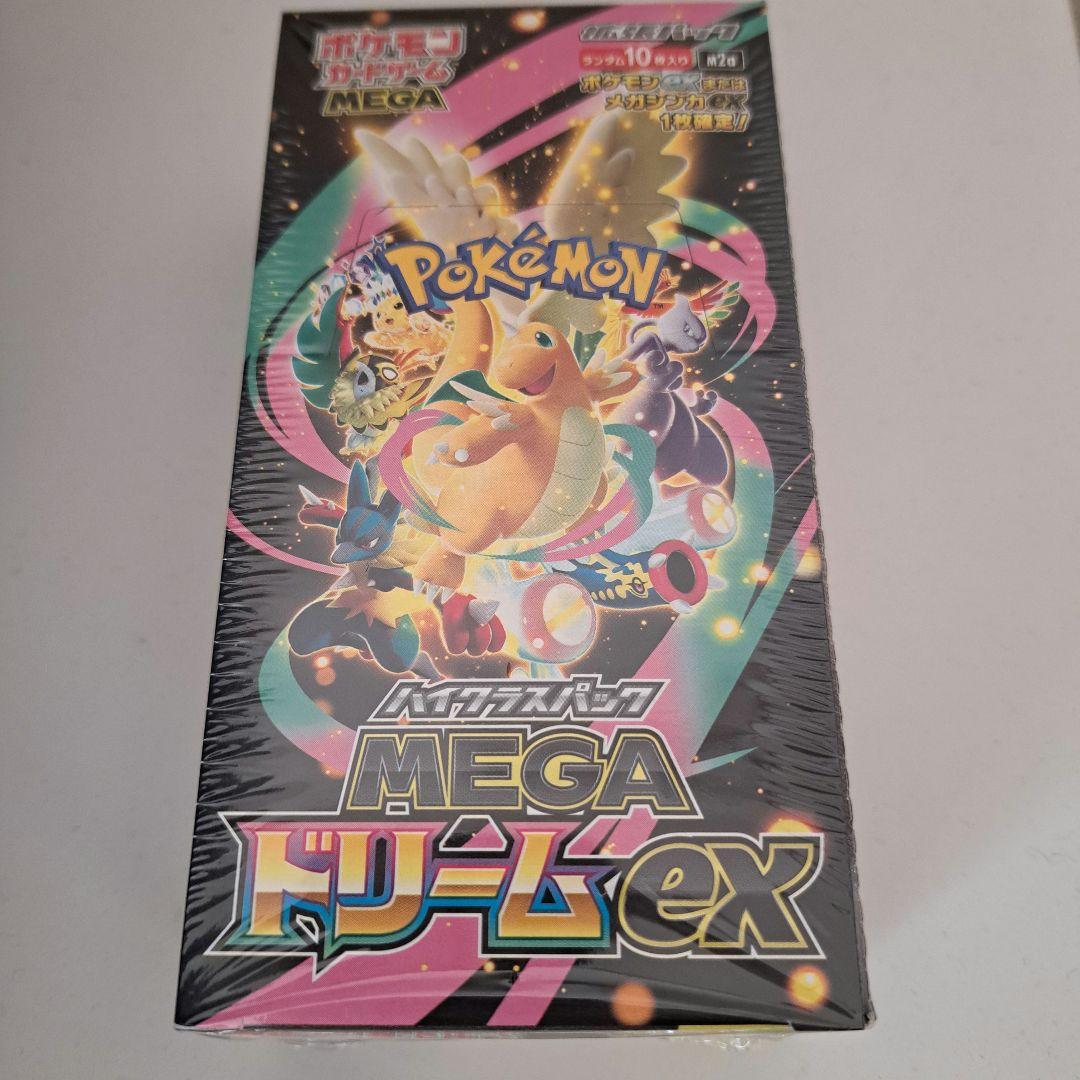 ポケモン
カードゲーム
MEGA
拡張パック
ランダム10枚入り M2a
ポケモンexまたは
メガシンカex
1枚確定!
POKÉMON
TM
ハイクラスパック
MEGA
ドリームex